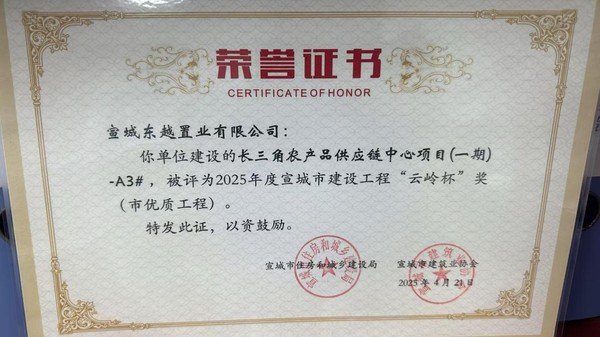 荣誉证书
CERTIFICATE OF HONOR
宣城东越置业有限公司：
你单位建设的长三角农产品供应链中心项目(一期)
-A3#，被评为2025年度宣城市建设工程“云岭杯”奖
（市优质工程）。
特发此证，以资鼓励。
宣城市住房和城乡建设局 宣城市建筑业协会
2025年4月21日